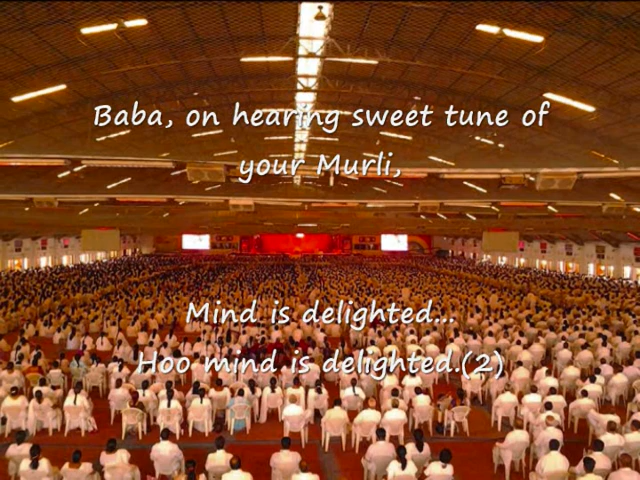 Baba, on hearing sweet tune of
your Murli,
Mind is delighted...
Hoo mind is delighted.(2)